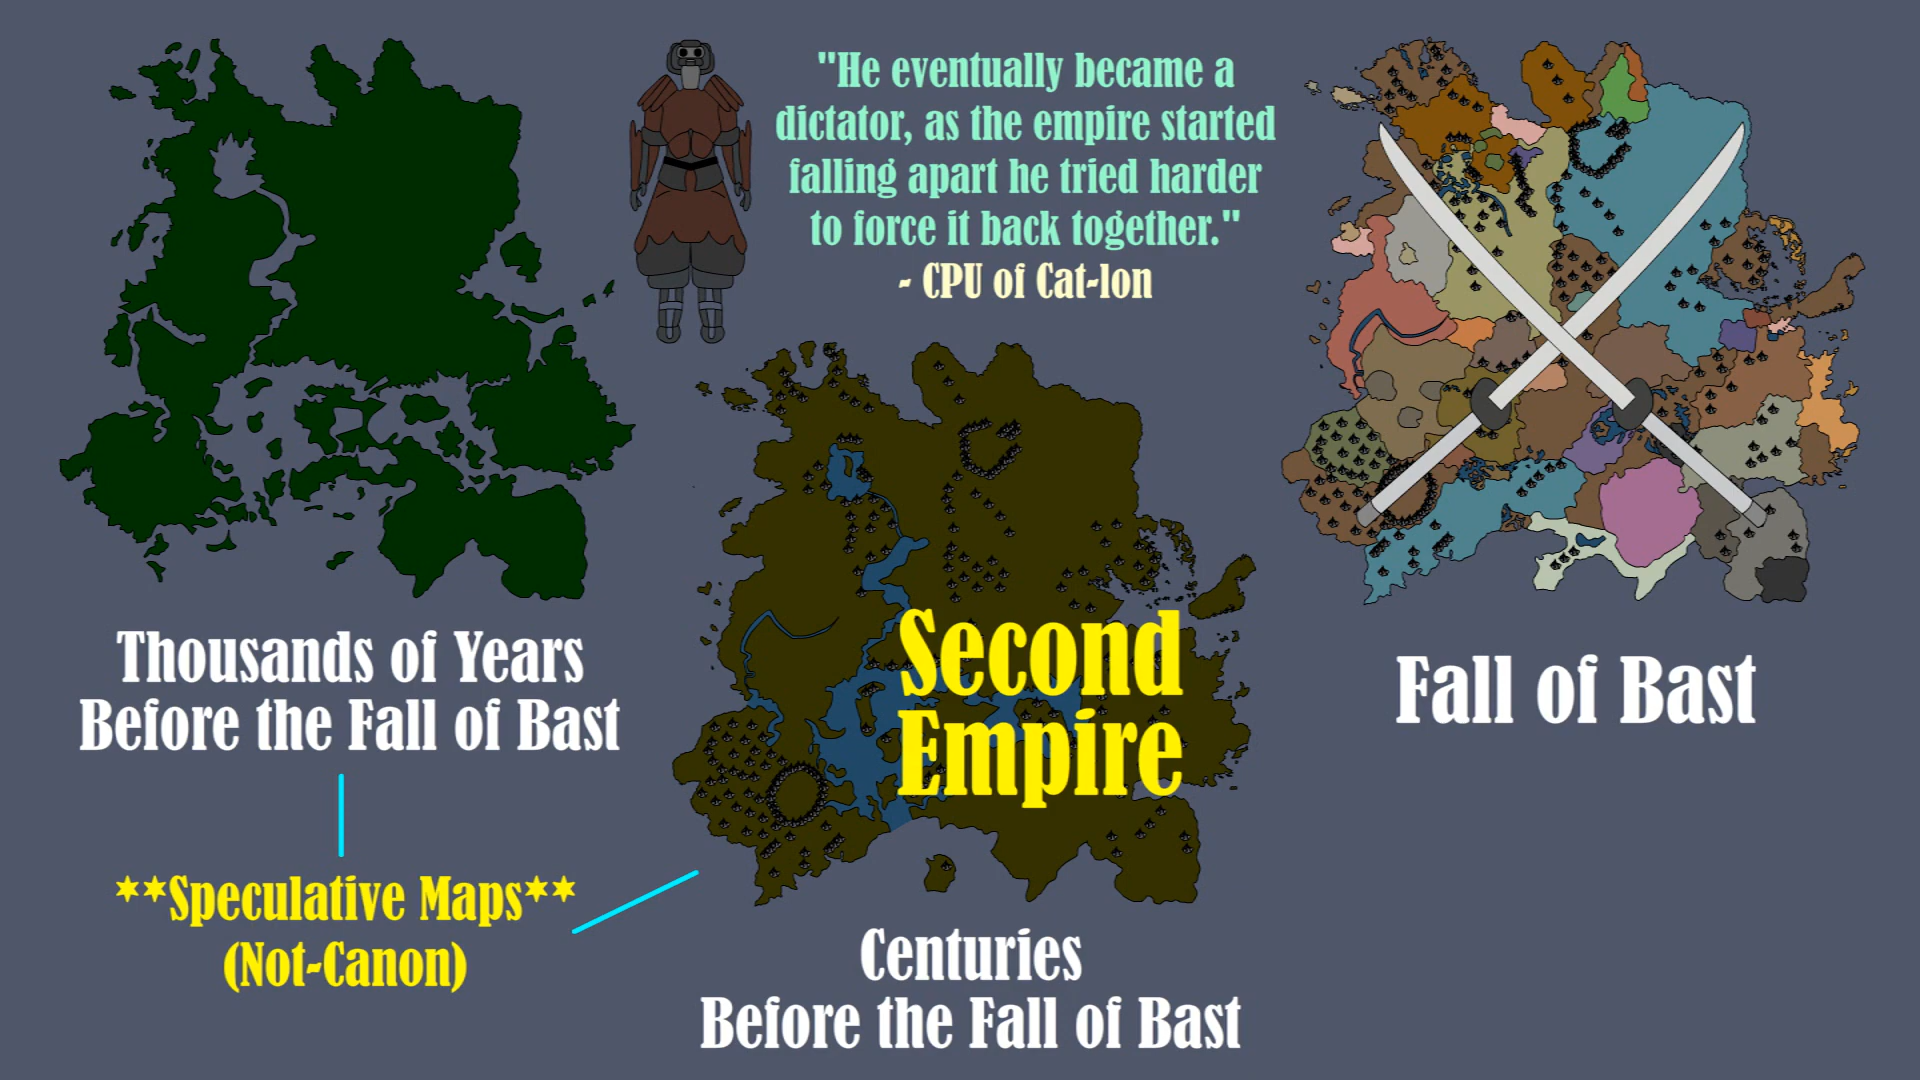 "He eventually became a
dictator, as the empire started
falling apart he tried harder
to force it back together."
- CPU of Cat-lon
Thousands of Years
Before the Fall of Bast
**Speculative Maps**
(Not-Canon)
Second
Empire
Centuries
Before the Fall of Bast
Fall of Bast